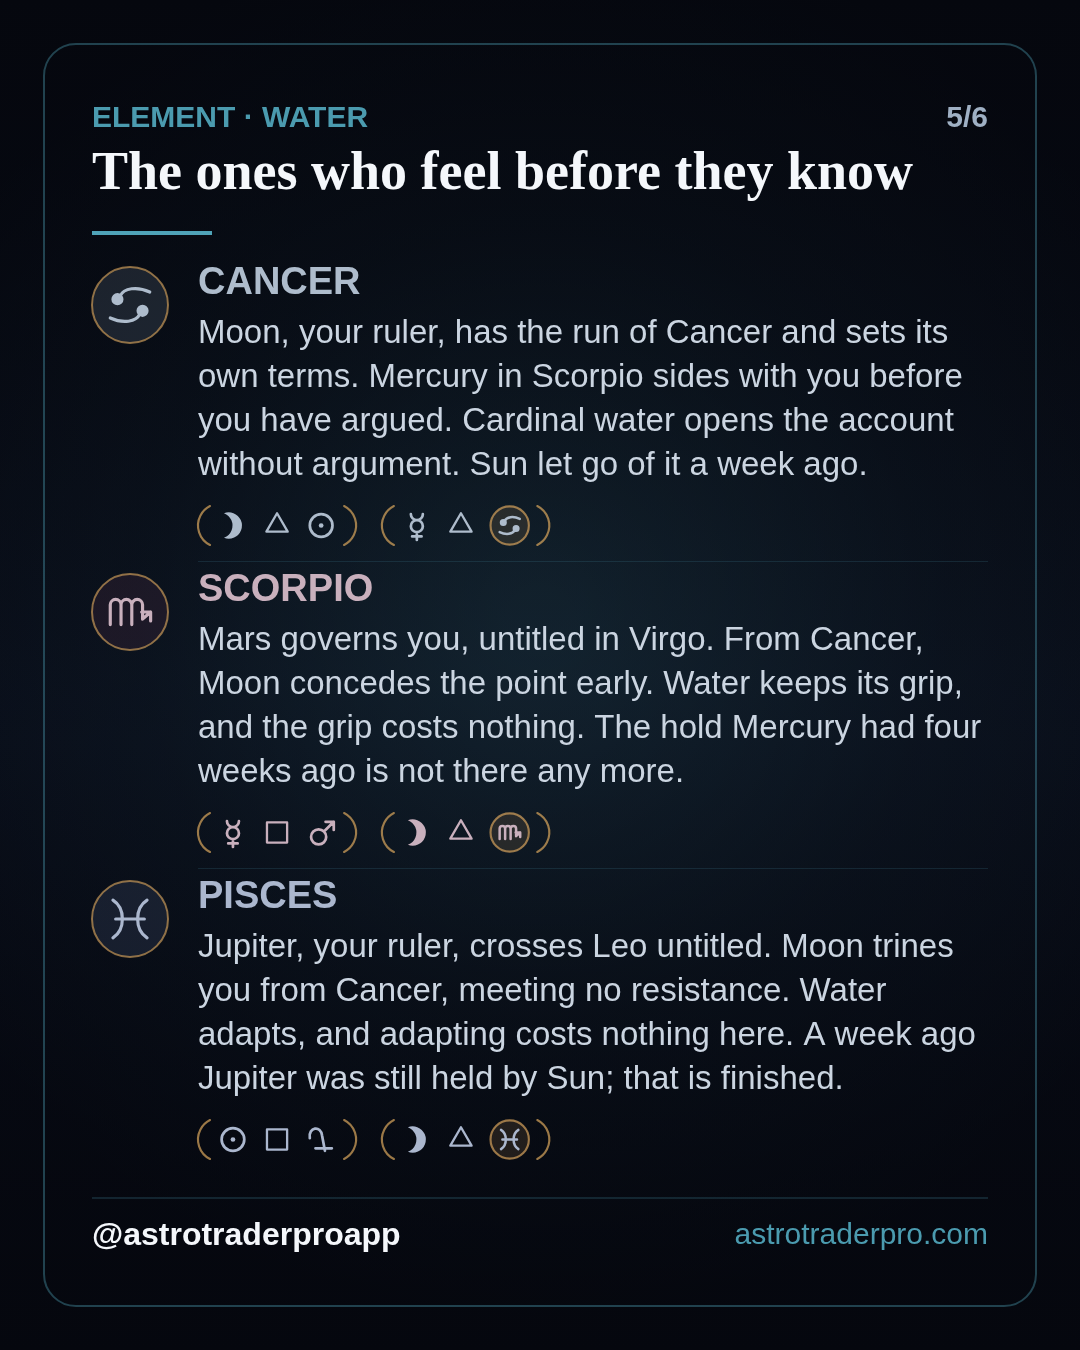 ELEMENT · WATER
5/6
The ones who feel before they know
CANCER
Moon, your ruler, has the run of Cancer and sets its
own terms. Mercury in Scorpio sides with you before
you have argued. Cardinal water opens the account
without argument. Sun let go of it a week ago.
SCORPIO
Mars governs you, untitled in Virgo. From Cancer,
Moon concedes the point early. Water keeps its grip,
and the grip costs nothing. The hold Mercury had four
weeks ago is not there any more.
PISCES
Jupiter, your ruler, crosses Leo untitled. Moon trines
you from Cancer, meeting no resistance. Water
adapts, and adapting costs nothing here. A week ago
Jupiter was still held by Sun; that is finished.
@astrotraderproapp
astrotraderpro.com